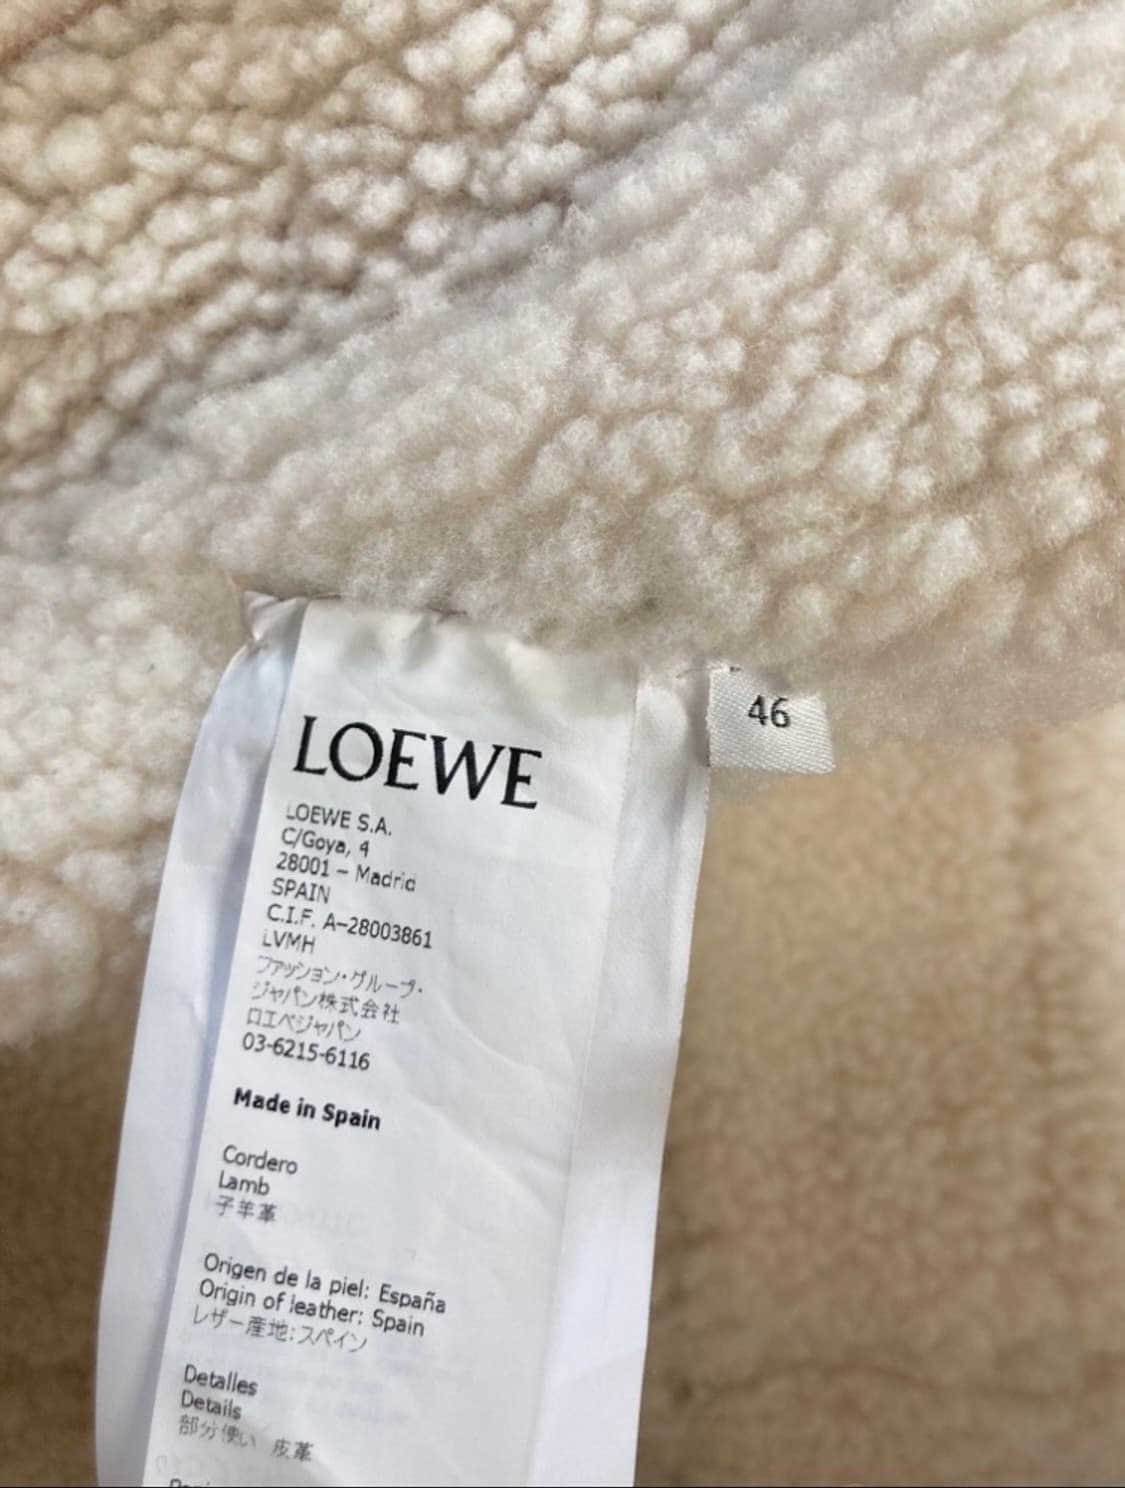 LOEWE
46
LOEWE S.A.
C/Goya, 4
28001 – Madrid
SPAIN
C.I.F. A–28003861
LVMH
ファッション・グループ・
ジャパン株式会社
ロエベジャパン
03-6215-6116
Made in Spain
Cordero
Lamb
子羊革
Origen de la piel: España
Origin of leather: Spain
レザー産地:スペイン
Detalles
Details
部分使い 皮革